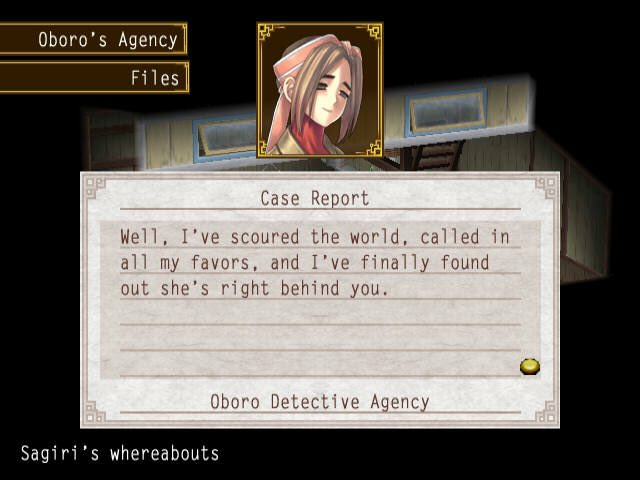 Oboro's Agency
Files
Case Report
Well, I've scoured the world, called in
all my favors, and I've finally found
out she's right behind you.
Oboro Detective Agency
Sagiri's whereabouts